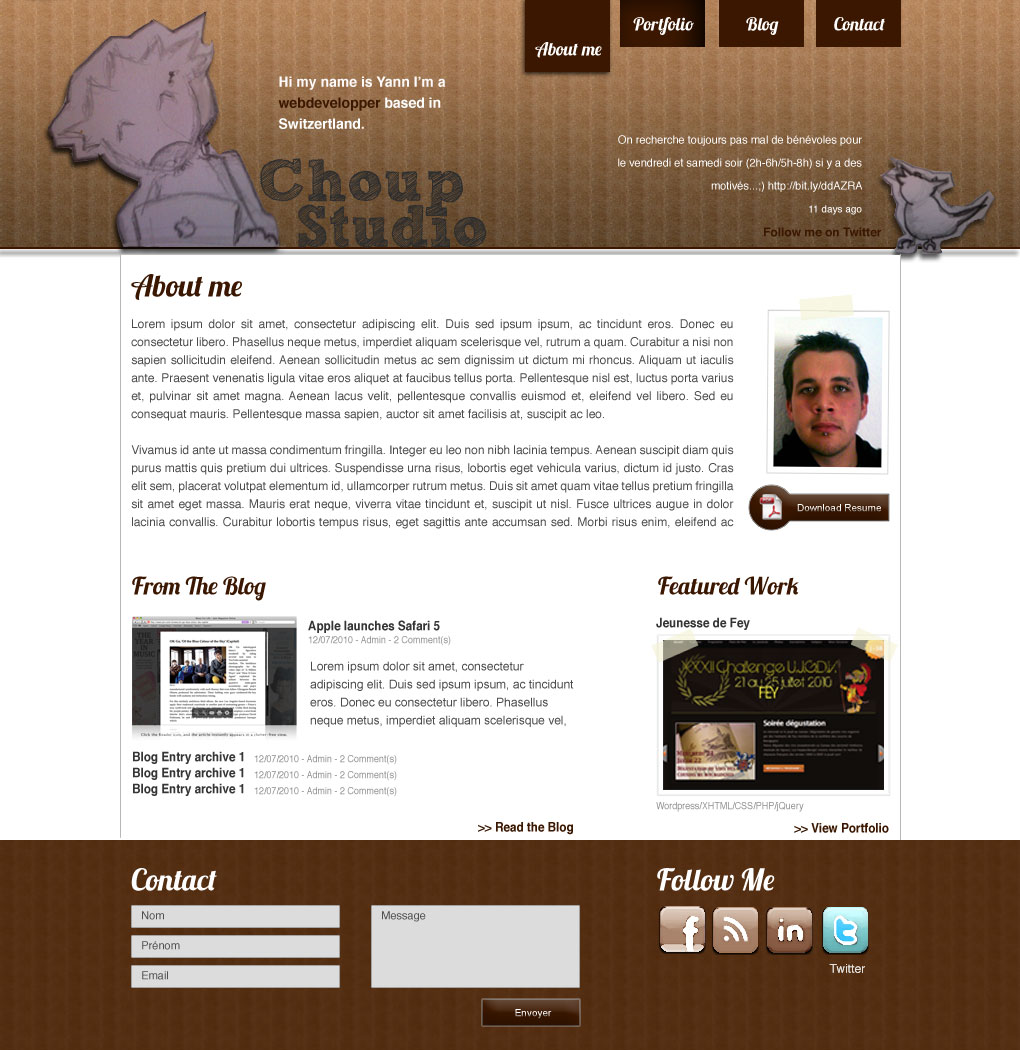 About me
Portfolio
Blog
Contact
Hi my name is Yann I'm a
webdevelopper based in
Switzertland.
Choup
Studio
On recherche toujours pas mal de bénévoles pour
le vendredi et samedi soir (2h-6h/5h-8h) si y a des
motivés...;) http://bit.ly/ddAZRA
11 days ago
Follow me on Twitter
About me
Lorem ipsum dolor sit amet, consectetur adipiscing elit. Duis sed ipsum ipsum, ac tincidunt eros. Donec eu
consectetur libero. Phasellus neque metus, imperdiet aliquam scelerisque vel, rutrum a quam. Curabitur a nisi non
sapien sollicitudin eleifend. Aenean sollicitudin metus ac sem dignissim ut dictum mi rhoncus. Aliquam ut iaculis
ante. Praesent venenatis ligula vitae eros aliquet at faucibus tellus porta. Pellentesque nisl est, luctus porta varius
et, pulvinar sit amet magna. Aenean lacus velit, pellentesque convallis euismod et, eleifend vel libero. Sed eu
consequat mauris. Pellentesque massa sapien, auctor sit amet facilisis at, suscipit ac leo.
Vivamus id ante ut massa condimentum fringilla. Integer eu leo non nibh lacinia tempus. Aenean suscipit diam quis
purus mattis quis pretium dui ultrices. Suspendisse urna risus, lobortis eget vehicula varius, dictum id justo. Cras
elit sem, placerat volutpat elementum id, ullamcorper rutrum metus. Duis sit amet quam vitae tellus pretium fringilla
sit amet eget massa. Mauris erat neque, viverra vitae tincidunt et, suscipit ut nisl. Fusce ultrices augue in dolor
lacinia convallis. Curabitur lobortis tempus risus, eget sagittis ante accumsan sed. Morbi risus enim, eleifend ac
Download Resume
From The Blog
Apple launches Safari 5
12/07/2010 - Admin - 2 Comment(s)
Lorem ipsum dolor sit amet, consectetur
adipiscing elit. Duis sed ipsum ipsum, ac tincidunt
eros. Donec eu consectetur libero. Phasellus
neque metus, imperdiet aliquam scelerisque vel,
Click the Reader icon, and the article appears in a clutter-free view.
Blog Entry archive 1 12/07/2010 - Admin - 2 Comment(s)
Blog Entry archive 1 12/07/2010 - Admin - 2 Comment(s)
Blog Entry archive 1 12/07/2010 - Admin - 2 Comment(s)
>> Read the Blog
Featured Work
Jeunesse de Fey
XXXII Challenge UJGDV
21 au 25 juillet 2010
FEY
Soirée dégustation
Wordpress/XHTML/CSS/PHP/jQuery
>> View Portfolio
Contact
Nom
Prénom
Email
Message
Envoyer
Follow Me
f
in
t
Twitter